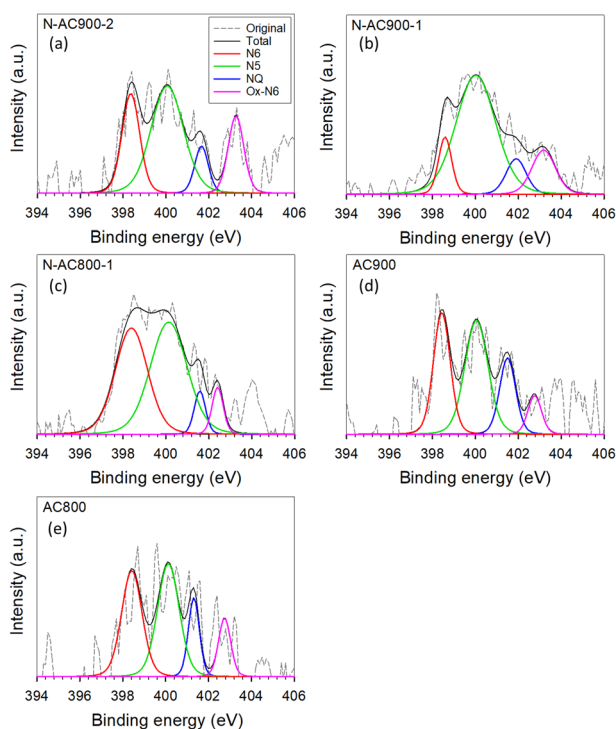 N-AC900-2
(a)
Original
Total
N6
N5
NQ
Ox-N6
Intensity (a.u.)
394 396 398 400 402 404 406
Binding energy (eV)
N-AC900-1
(b)
Intensity (a.u.)
394 396 398 400 402 404 406
Binding energy (eV)
N-AC800-1
(c)
Intensity (a.u.)
394 396 398 400 402 404 406
Binding energy (eV)
AC900
(d)
Intensity (a.u.)
394 396 398 400 402 404 406
Binding energy (eV)
AC800
(e)
Intensity (a.u.)
394 396 398 400 402 404 406
Binding energy (eV)